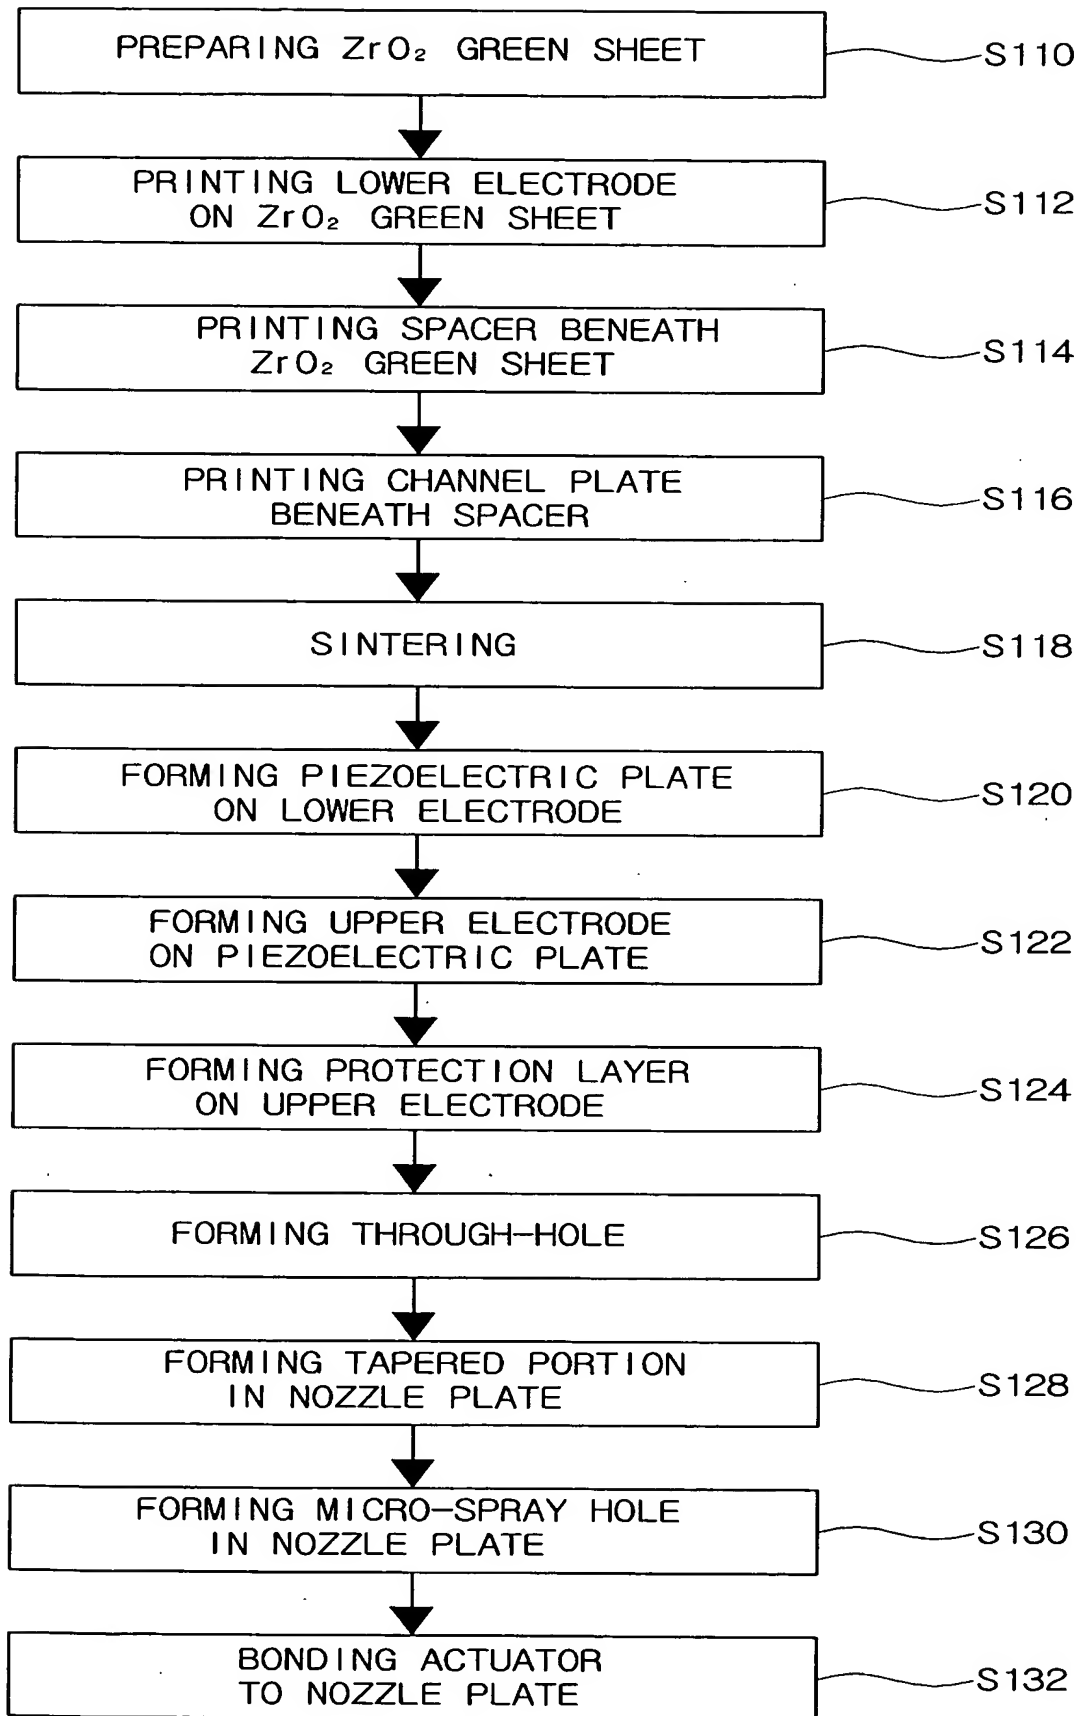 PREPARING ZrO₂ GREEN SHEET
S110
PRINTING LOWER ELECTRODE
ON ZrO₂ GREEN SHEET
S112
PRINTING SPACER BENEATH
ZrO₂ GREEN SHEET
S114
PRINTING CHANNEL PLATE
BENEATH SPACER
S116
SINTERING
S118
FORMING PIEZOELECTRIC PLATE
ON LOWER ELECTRODE
S120
FORMING UPPER ELECTRODE
ON PIEZOELECTRIC PLATE
S122
FORMING PROTECTION LAYER
ON UPPER ELECTRODE
S124
FORMING THROUGH-HOLE
S126
FORMING TAPERED PORTION
IN NOZZLE PLATE
S128
FORMING MICRO-SPRAY HOLE
IN NOZZLE PLATE
S130
BONDING ACTUATOR
TO NOZZLE PLATE
S132